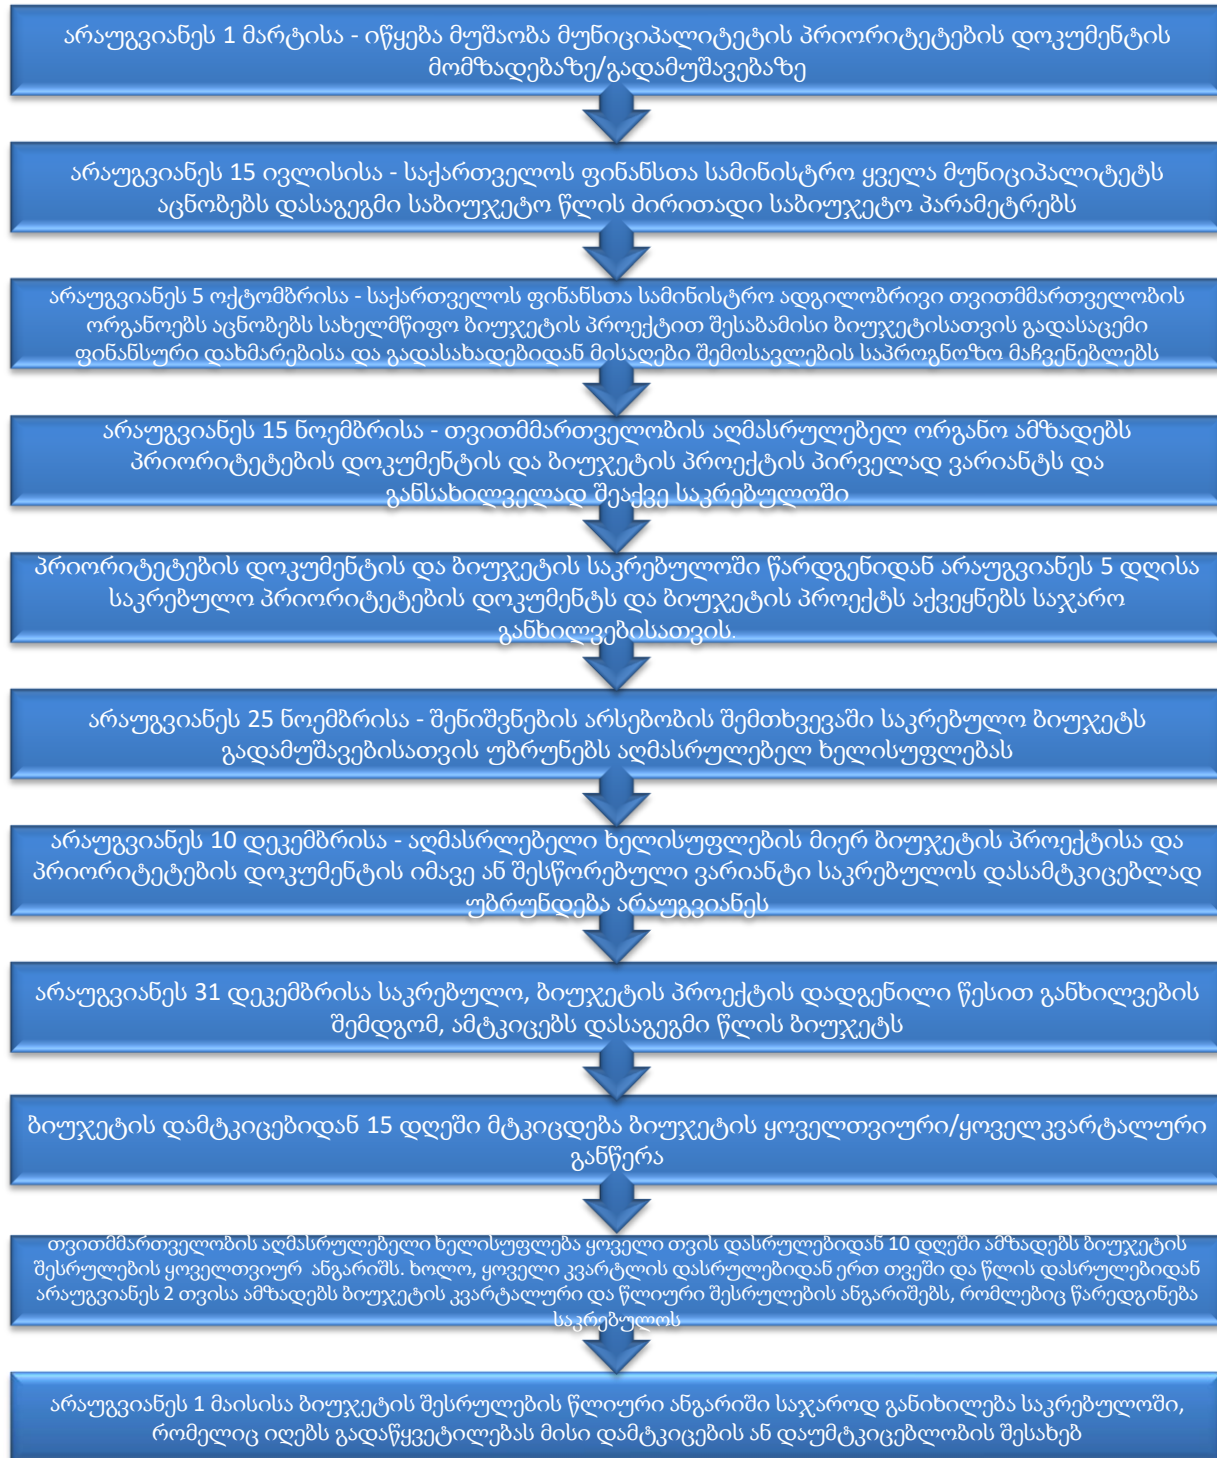 არაუგვიანეს 1 მარტისა - იწყება მუშაობა მუნიციპალიტეტის პრიორიტეტების დოკუმენტის
მომზადებაზე/გადამუშავებაზე
არაუგვიანეს 15 ივლისისა - საქართველოს ფინანსთა სამინისტრო ყველა მუნიციპალიტეტს
აცნობებს დასაგეგმი საბიუჯეტო წლის ძირითადი საბიუჯეტო პარამეტრებს
არაუგვიანეს 5 ოქტომბრისა - საქართველოს ფინანსთა სამინისტრო ადგილობრივი თვითმმართველობის
ორგანოებს აცნობებს სახელმწიფო ბიუჯეტის პროექტით შესაბამისი ბიუჯეტისათვის გადასაცემი
ფინანსური დახმარებისა და გადასახადებიდან მისაღები შემოსავლების საპროგნოზო მაჩვენებლებს
არაუგვიანეს 15 ნოემბრისა - თვითმმართველობის აღმასრულებელ ორგანო ამზადებს
პრიორიტეტების დოკუმენტის და ბიუჯეტის პროექტის პირველად ვარიანტს და
განსახილველად შეაქვე საკრებულოში
პრიორიტეტების დოკუმენტის და ბიუჯეტის საკრებულოში წარდგენიდან არაუგვიანეს 5 დღისა
საკრებულო პრიორიტეტების დოკუმენტს და ბიუჯეტის პროექტს აქვეყნებს საჯარო
განხილვებისათვის.
არაუგვიანეს 25 ნოემბრისა - შენიშვნების არსებობის შემთხვევაში საკრებულო ბიუჯეტს
გადამუშავებისათვის უბრუნებს აღმასრულებელ ხელისუფლებას
არაუგვიანეს 10 დეკემბრისა - აღმასრლებელი ხელისუფლების მიერ ბიუჯეტის პროექტისა და
პრიორიტეტების დოკუმენტის იმავე ან შესწორებული ვარიანტი საკრებულოს დასამტკიცებლად
უბრუნდება არაუგვიანეს
არაუგვიანეს 31 დეკემბრისა საკრებულო, ბიუჯეტის პროექტის დადგენილი წესით განხილვების
შემდგომ, ამტკიცებს დასაგეგმი წლის ბიუჯეტს
ბიუჯეტის დამტკიცებიდან 15 დღეში მტკიცდება ბიუჯეტის ყოველთვიური/ყოველკვარტალური
განწერა
თვითმმართველობის აღმასრულებელი ხელისუფლება ყოველი თვის დასრულებიდან 10 დღეში ამზადებს ბიუჯეტის
შესრულების ყოველთვიურ ანგარიშს. ხოლო, ყოველი კვარტლის დასრულებიდან ერთ თვეში და წლის დასრულებიდან
არაუგვიანეს 2 თვისა ამზადებს ბიუჯეტის კვარტალური და წლიური შესრულების ანგარიშებს, რომლებიც წარედგინება
საკრებულოს
არაუგვიანეს 1 მაისისა ბიუჯეტის შესრულების წლიური ანგარიში საჯაროდ განიხილება საკრებულოში,
რომელიც იღებს გადაწყვეტილებას მისი დამტკიცების ან დაუმტკიცებლობის შესახებ